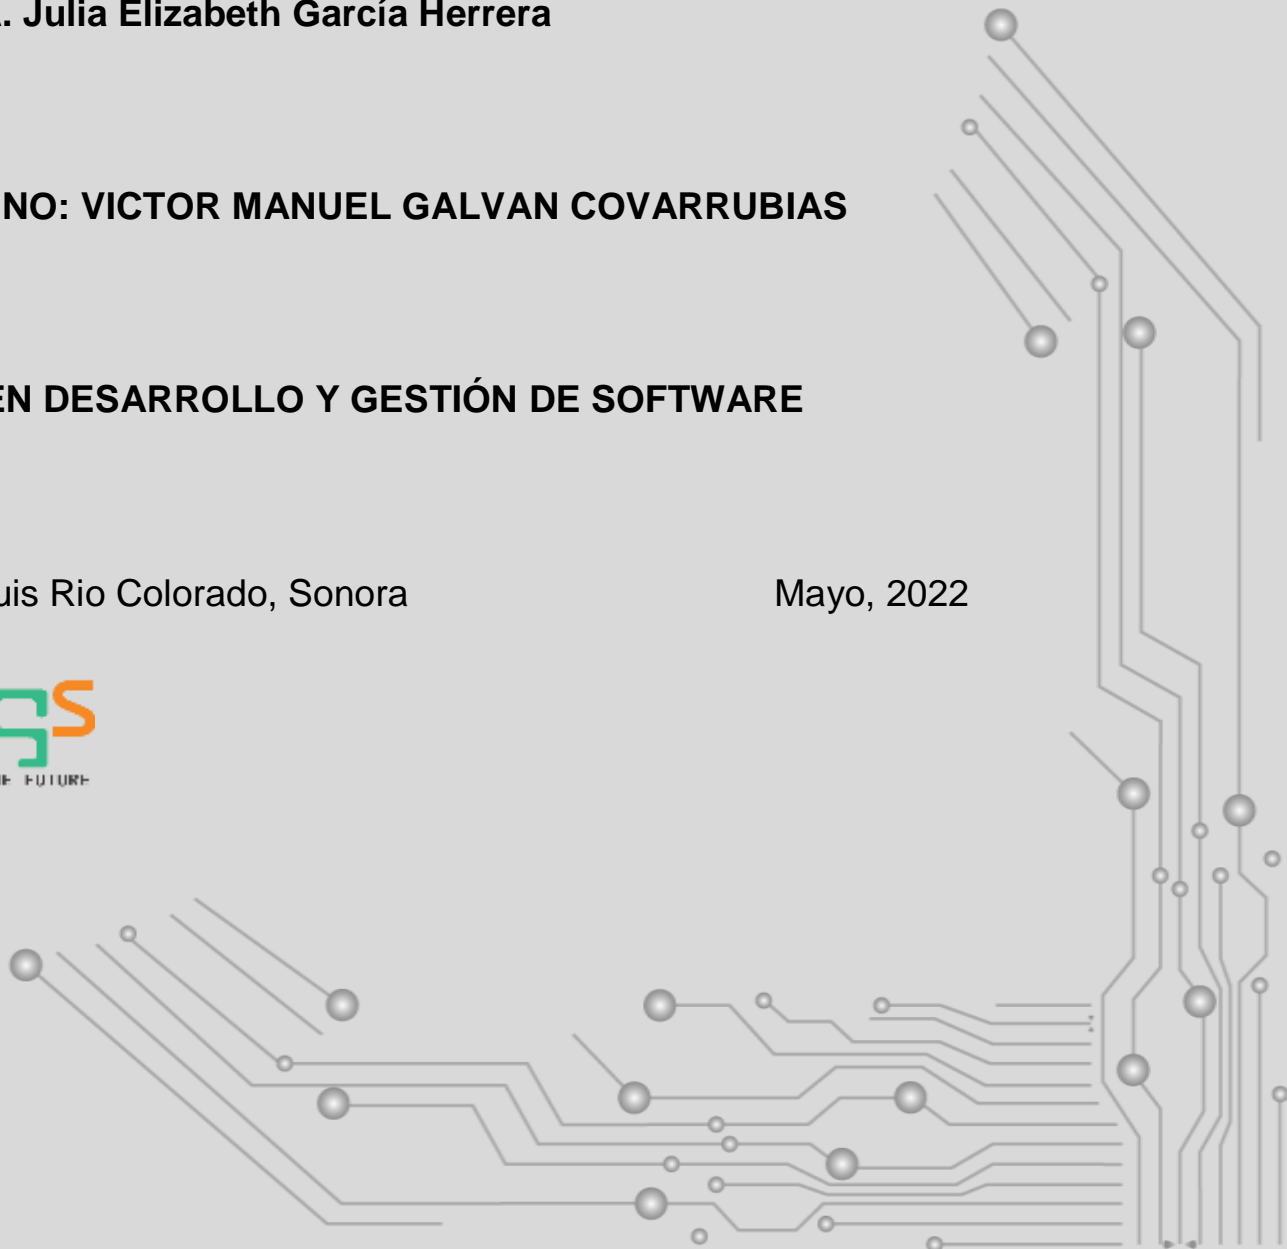 . Julia Elizabeth García Herrera
NO: VICTOR MANUEL GALVAN COVARRUBIAS
EN DESARROLLO Y GESTIÓN DE SOFTWARE
uis Rio Colorado, Sonora Mayo, 2022
GS
FUTURE